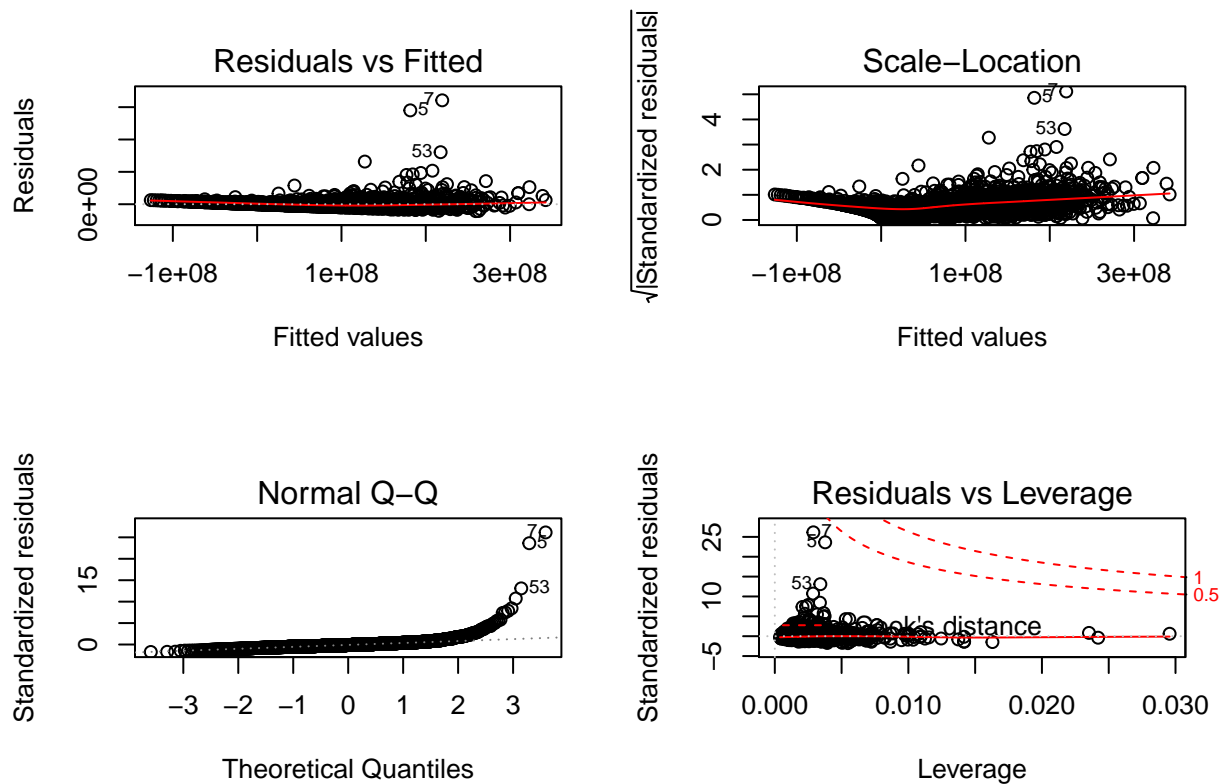 Residuals vs Fitted
Residuals
0e+00
7
5
53
−1e+08 1e+08 3e+08
Fitted values
Scale−Location
√|Standardized residuals|
0 2 4
7
5
53
−1e+08 1e+08 3e+08
Fitted values
Normal Q−Q
Standardized residuals
0 15
7
5
53
−3 −2 −1 0 1 2 3
Theoretical Quantiles
Residuals vs Leverage
Standardized residuals
−5 10 25
7
5
53
1
0.5
ok's distance
0.000 0.010 0.020 0.030
Leverage